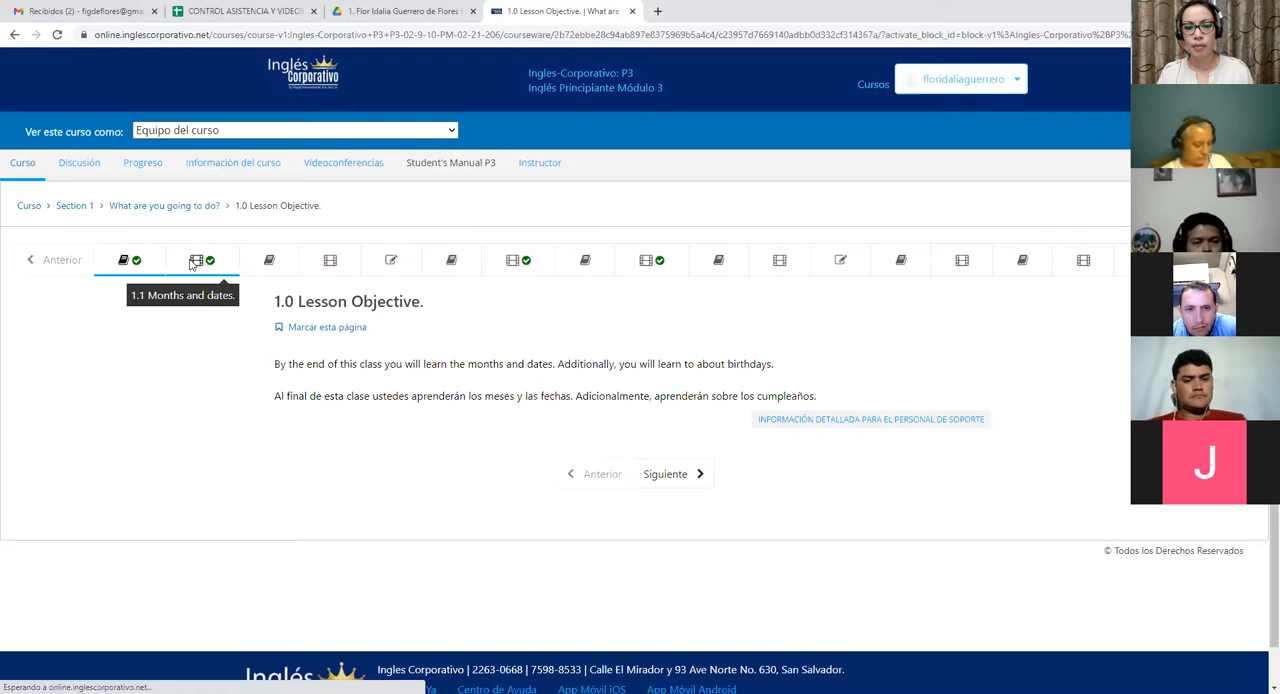 Recibidos (2) - figdeflores@gma
CONTROL ASISTENCIA Y VIDEO
1. Flor Idalia Guerrero de Flores
1.0 Lesson Objective. | What are
online.inglescorporativo.net/courses/course-v1:Ingles-Corporativo+P3+P3-02-9-10-PM-02-21-20/courseware/2b72ebbe28c94ab897e8375969b5a4c4/c23957d7669140adbb0d332cf314367a/?activate_block_id=block-v1%3AIngles-Corporativo%2BP3%
Inglés
Corporativo
Ingles-Corporativo: P3
Inglés Principiante Módulo 3
Cursos
floridaliaguerrero
Ver este curso como:
Equipo del curso
Curso
Discusión
Progreso
Información del curso
Videoconferencias
Student's Manual P3
Instructor
Curso > Section 1 > What are you going to do? > 1.0 Lesson Objective.
Anterior
1.1 Months and dates.
1.0 Lesson Objective.
Marcar esta página
By the end of this class you will learn the months and dates. Additionally, you will learn to about birthdays.
Al final de esta clase ustedes aprenderán los meses y las fechas. Adicionalmente, aprenderán sobre los cumpleaños.
INFORMACIÓN DETALLADA PARA EL PERSONAL DE SOPORTE
Anterior
Siguiente
J
© Todos los Derechos Reservados
Inglés
Ingles Corporativo | 2263-0668 | 7598-8533 | Calle El Mirador y 93 Ave Norte No. 630, San Salvador.
Esperando a online.inglescorporativo.net...
Ya
Centro de Ayuda
App Móvil iOS
App Móvil Android